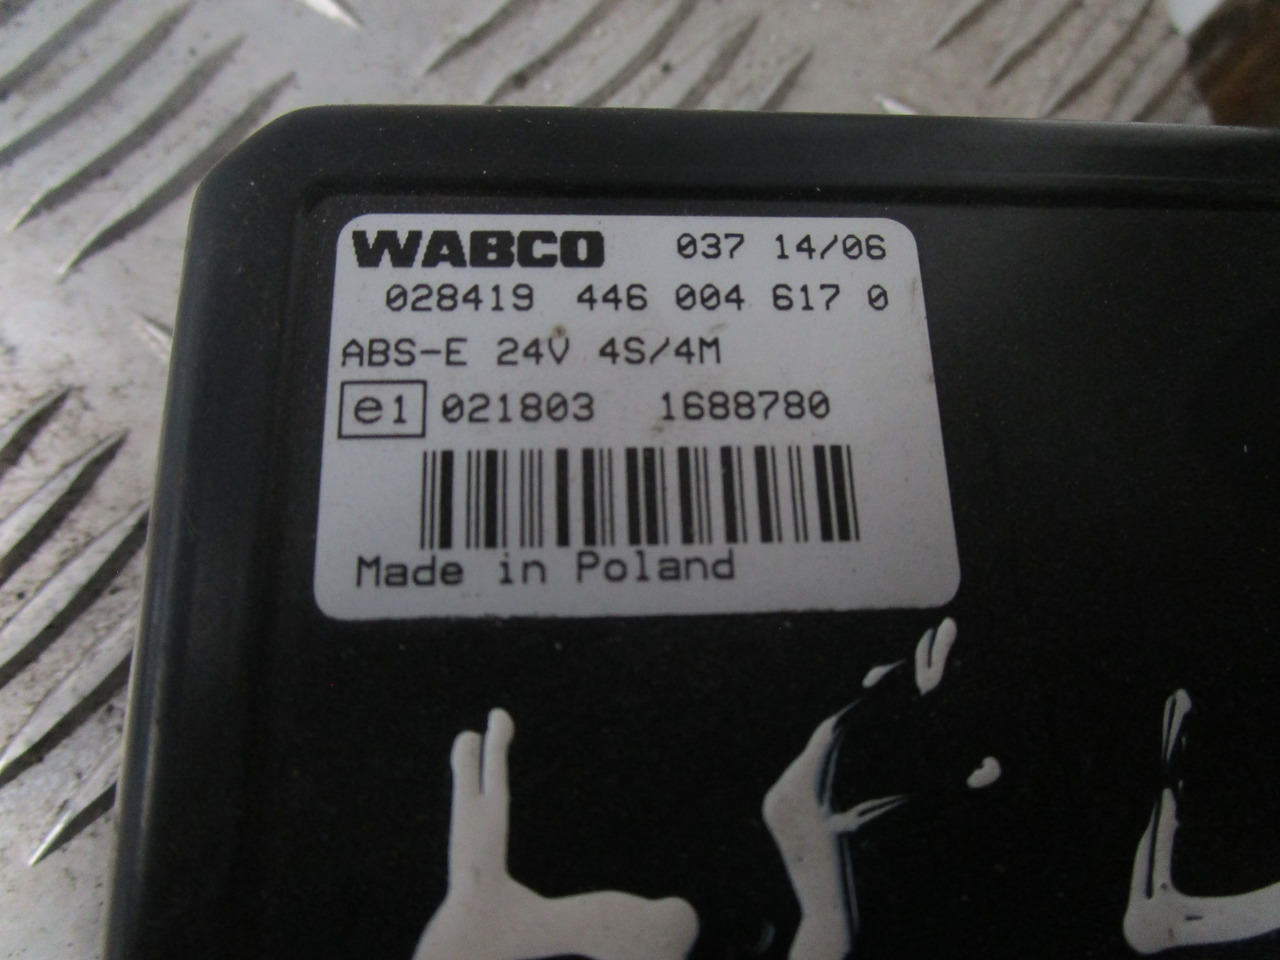 WABCO 037 14/06
028419 446 004 617 0
ABS-E 24V 4S/4M
e1 021803 1688780
Made in Poland